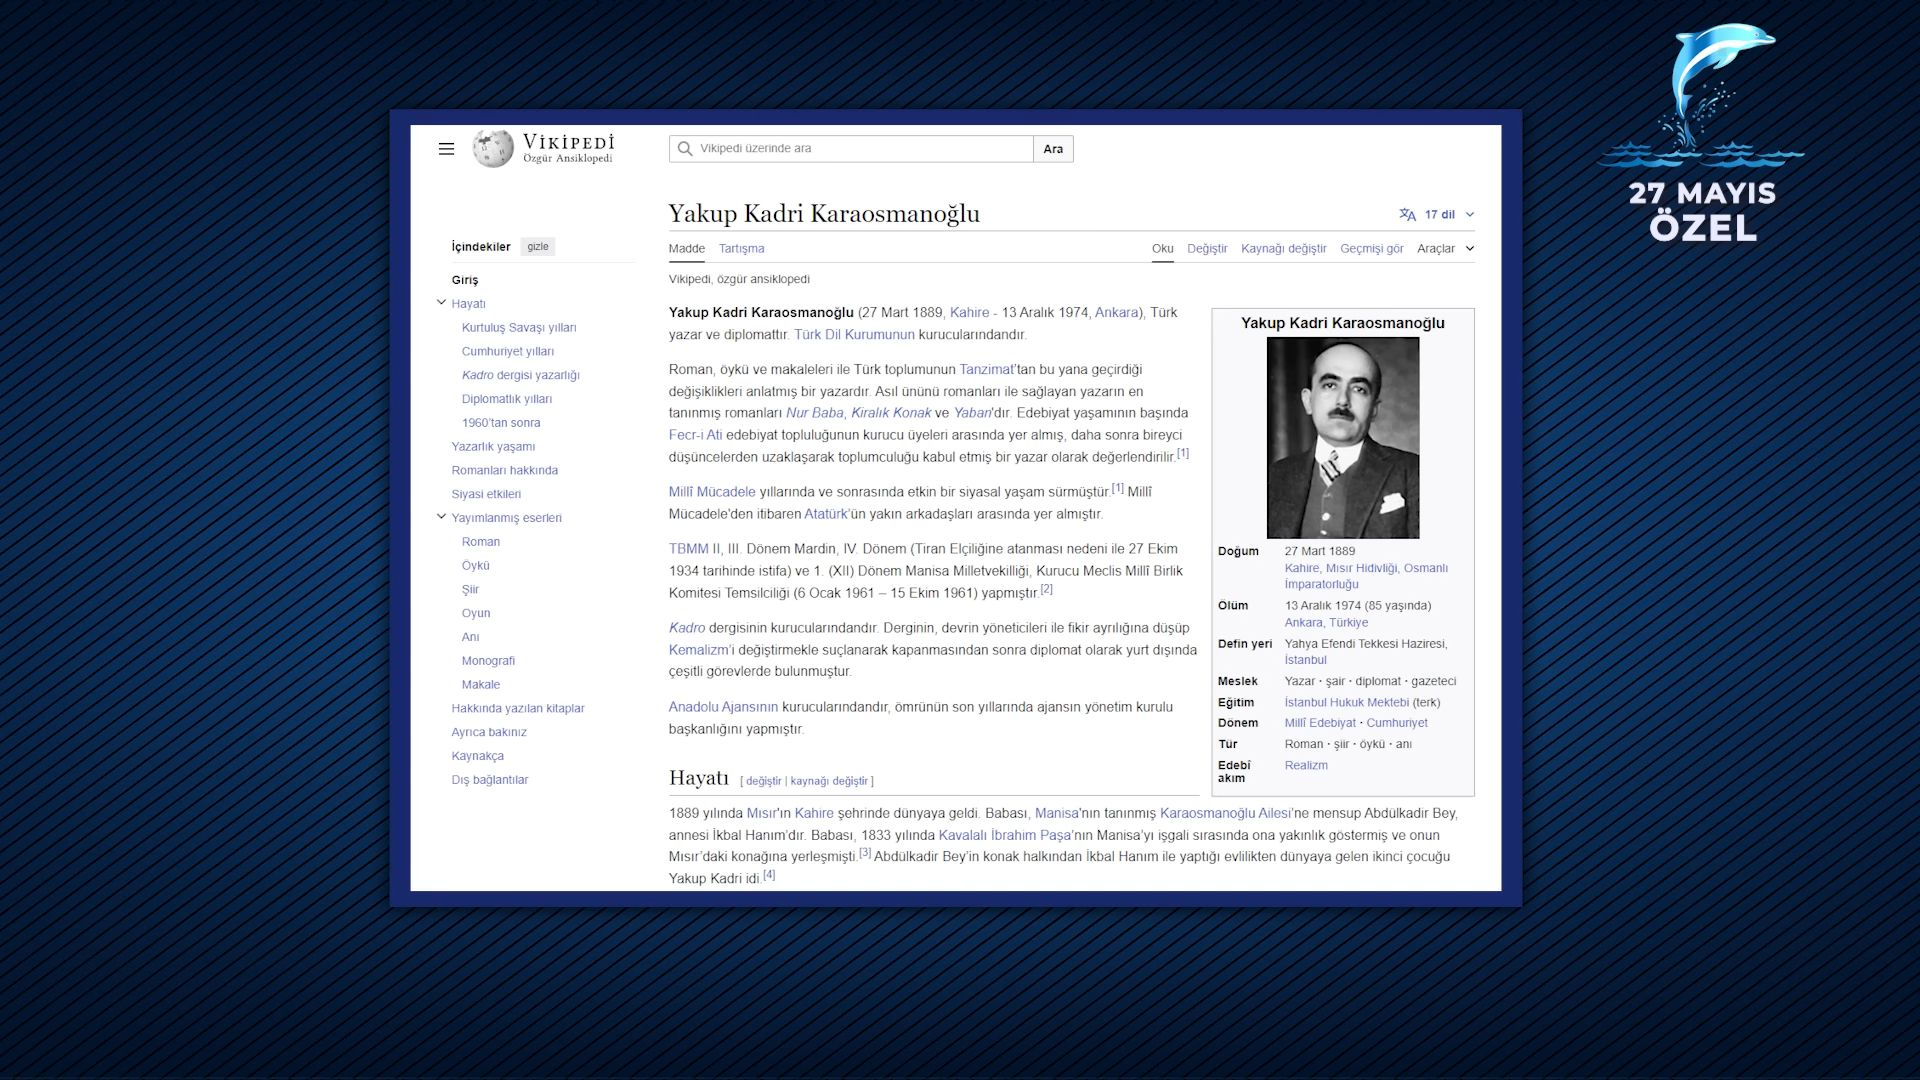 VİKİPEDİ
Özgür Ansiklopedi
Vikipedi üzerinde ara
Ara
27 MAYIS
ÖZEL
İçindekiler gizle
Giriş
Hayatı
Kurtuluş Savaşı yılları
Cumhuriyet yılları
Kadro dergisi yazarlığı
Diplomatlık yılları
1960'tan sonra
Yazarlık yaşamı
Romanları hakkında
Siyasi etkileri
Yayımlanmış eserleri
Roman
Öykü
Şiir
Oyun
Anı
Monografi
Makale
Hakkında yazılan kitaplar
Ayrıca bakınız
Kaynakça
Dış bağlantılar
Yakup Kadri Karaosmanoğlu
17 dil
Madde Tartışma Oku Değiştir Kaynağı değiştir Geçmişi gör Araçlar
Vikipedi, özgür ansiklopedi
Yakup Kadri Karaosmanoğlu (27 Mart 1889, Kahire - 13 Aralık 1974, Ankara), Türk
yazar ve diplomattır. Türk Dil Kurumunun kurucularındandır.
Roman, öykü ve makaleleri ile Türk toplumunun Tanzimat'tan bu yana geçirdiği
değişiklikleri anlatmış bir yazardır. Asıl ününü romanları ile sağlayan yazarın en
tanınmış romanları Nur Baba, Kiralık Konak ve Yaban'dır. Edebiyat yaşamının başında
Fecr-i Ati edebiyat topluluğunun kurucu üyeleri arasında yer almış, daha sonra bireyci
düşüncelerden uzaklaşarak toplumculuğu kabul etmiş bir yazar olarak değerlendirilir.[1]
Millî Mücadele yıllarında ve sonrasında etkin bir siyasal yaşam sürmüştür.[1] Millî
Mücadele'den itibaren Atatürk'ün yakın arkadaşları arasında yer almıştır.
TBMM II, III. Dönem Mardin, IV. Dönem (Tiran Elçiliğine atanması nedeni ile 27 Ekim
1934 tarihinde istifa) ve 1. (XII) Dönem Manisa Milletvekilliği, Kurucu Meclis Millî Birlik
Komitesi Temsilciliği (6 Ocak 1961 – 15 Ekim 1961) yapmıştır.[2]
Kadro dergisinin kurucularındandır. Derginin, devrin yöneticileri ile fikir ayrılığına düşüp
Kemalizm'i değiştirmekle suçlanarak kapanmasından sonra diplomat olarak yurt dışında
çeşitli görevlerde bulunmuştur.
Anadolu Ajansının kurucularındandır, ömrünün son yıllarında ajansın yönetim kurulu
başkanlığını yapmıştır.
Yakup Kadri Karaosmanoğlu
Doğum 27 Mart 1889
Kahire, Mısır Hidivliği, Osmanlı
İmparatorluğu
Ölüm 13 Aralık 1974 (85 yaşında)
Ankara, Türkiye
Defin yeri Yahya Efendi Tekkesi Haziresi,
İstanbul
Meslek Yazar · şair · diplomat · gazeteci
Eğitim İstanbul Hukuk Mektebi (terk)
Dönem Millî Edebiyat · Cumhuriyet
Tür Roman · şiir · öykü · anı
Edebî
akım Realizm
Hayatı [ değiştir | kaynağı değiştir ]
1889 yılında Mısır'ın Kahire şehrinde dünyaya geldi. Babası, Manisa'nın tanınmış Karaosmanoğlu Ailesi'ne mensup Abdülkadir Bey,
annesi İkbal Hanım'dır. Babası, 1833 yılında Kavalalı İbrahim Paşa'nın Manisa'yı işgali sırasında ona yakınlık göstermiş ve onun
Mısır'daki konağına yerleşmişti.[3] Abdülkadir Bey'in konak halkından İkbal Hanım ile yaptığı evlilikten dünyaya gelen ikinci çocuğu
Yakup Kadri idi.[4]